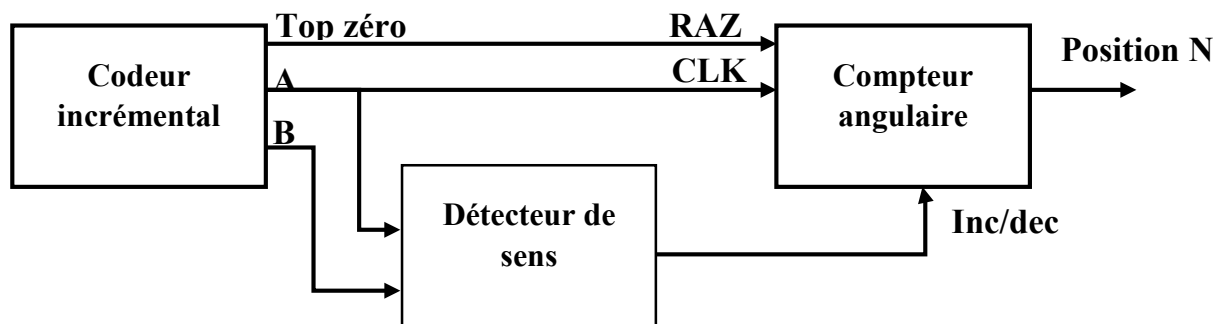 Top zéro
RAZ
Codeur
incrémental
A
CLK
B
Compteur
angulaire
Position N
Détecteur de
sens
Inc/dec